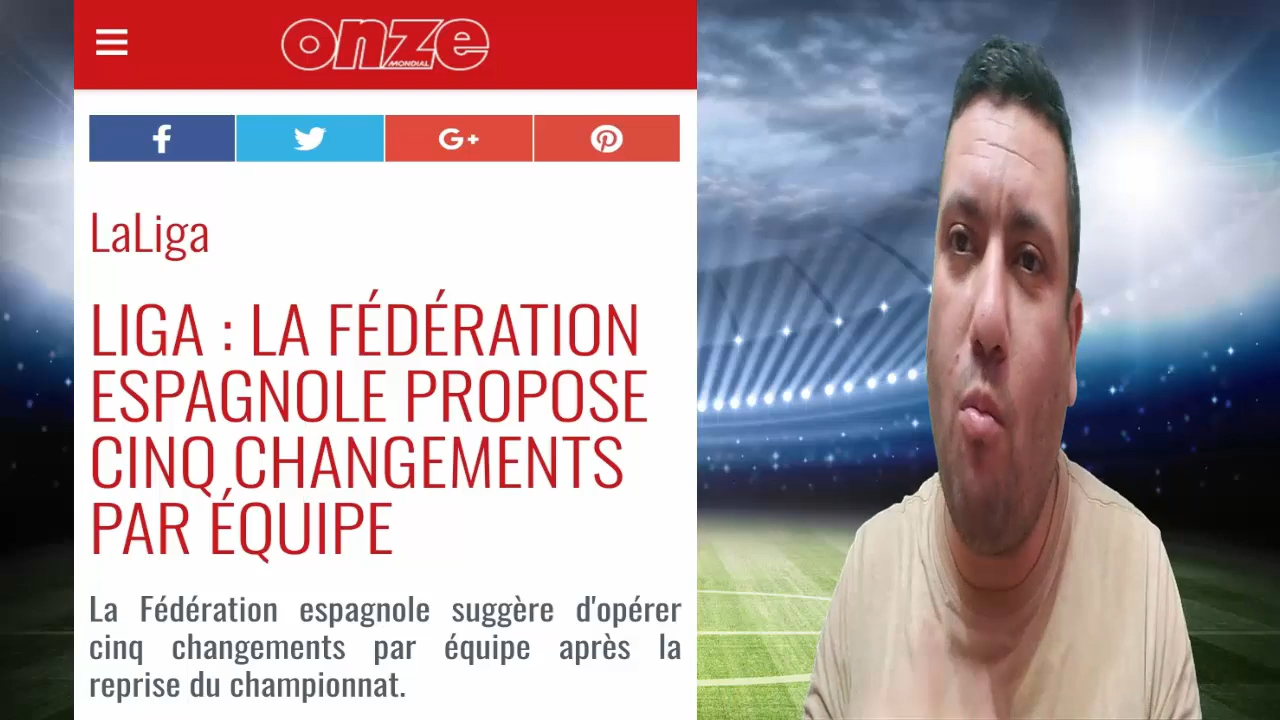 onze
MONDIAL
G+
LaLiga
LIGA : LA FÉDÉRATION
ESPAGNOLE PROPOSE
CINQ CHANGEMENTS
PAR ÉQUIPE
La Fédération espagnole suggère d'opérer
cinq changements par équipe après la
reprise du championnat.